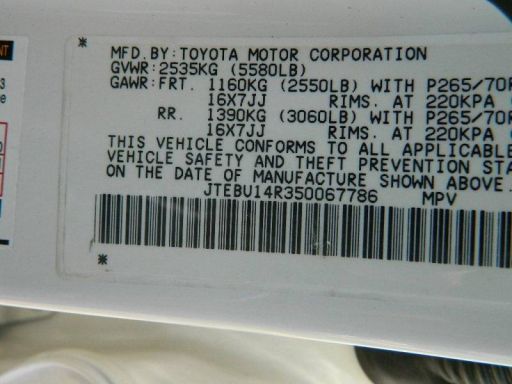 *
MFD.BY:TOYOTA MOTOR CORPORATION
GVWR:2535KG (5580LB)
GAWR:FRT. 1160KG (2550LB) WITH P265/70R
16X7JJ RIMS. AT 220KPA (
RR. 1390KG (3060LB) WITH P265/70R
16X7JJ RIMS. AT 220KPA (
THIS VEHICLE CONFORMS TO ALL APPLICABLE
VEHICLE SAFETY AND THEFT PREVENTION STA
ON THE DATE OF MANUFACTURE SHOWN ABOVE.
JTEBU14R350067786 MPV
*